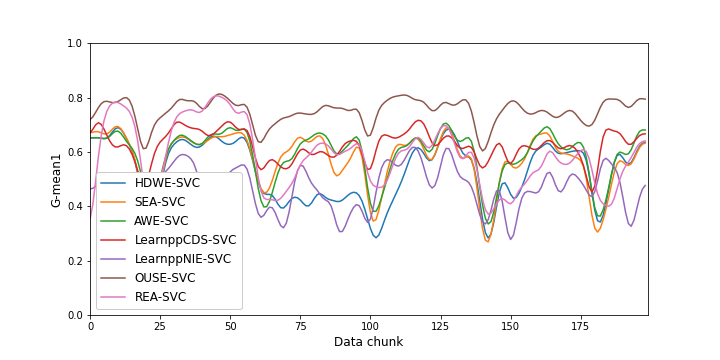 1.0
0.8
0.6
0.4
0.2
0.0
G-mean1
HDWE-SVC
SEA-SVC
AWE-SVC
LearnppCDS-SVC
LearnppNIE-SVC
OUSE-SVC
REA-SVC
0 25 50 75 100 125 150 175
Data chunk